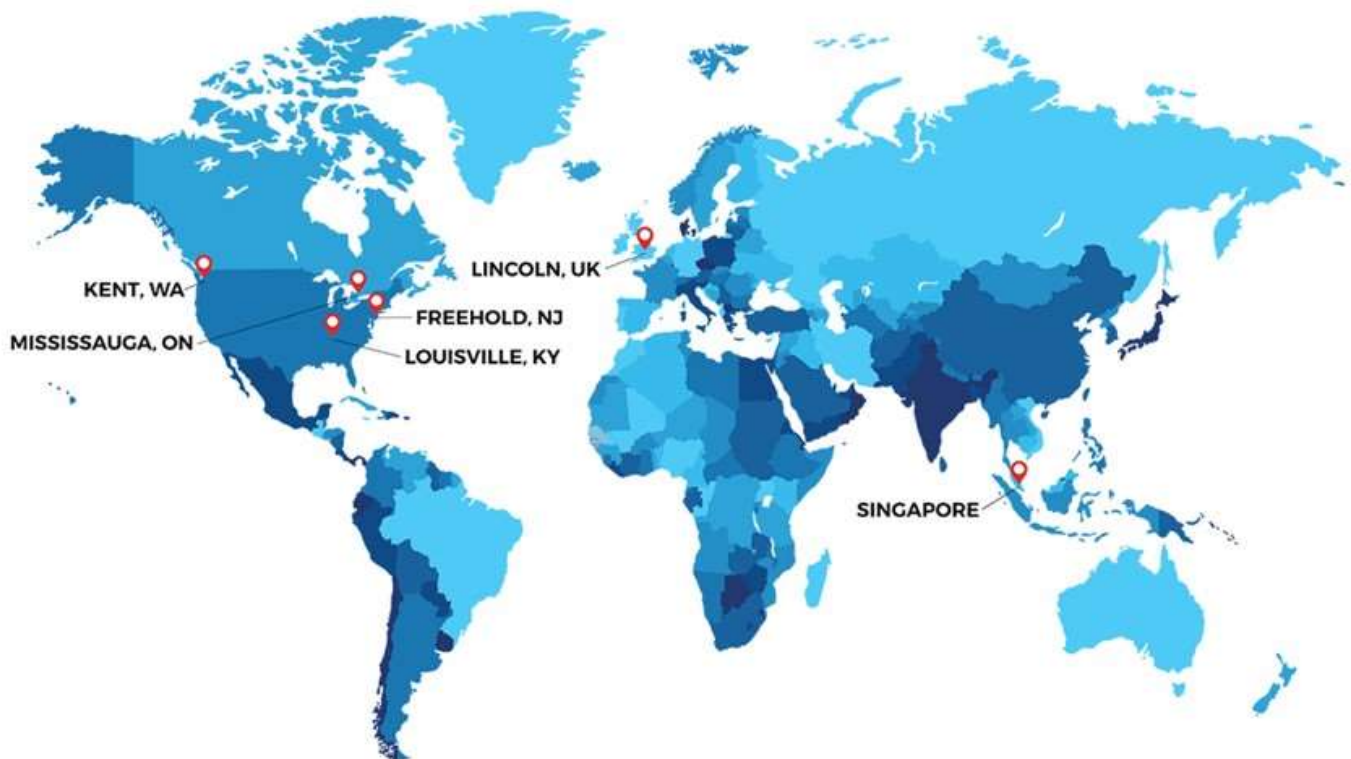 LINCOLN, UK
KENT, WA
FREEHOLD, NJ
MISSISSAUGA, ON
LOUISVILLE, KY
SINGAPORE